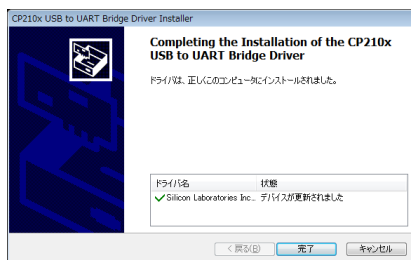 CP210x USB to UART Bridge Driver Installer
Completing the Installation of the CP210x
USB to UART Bridge Driver
ドライバは、正しくこのコンピュータにインストールされました。
ドライバ名 状態
Silicon Laboratories Inc... デバイスが更新されました
< 戻る(B) 完了 キャンセル